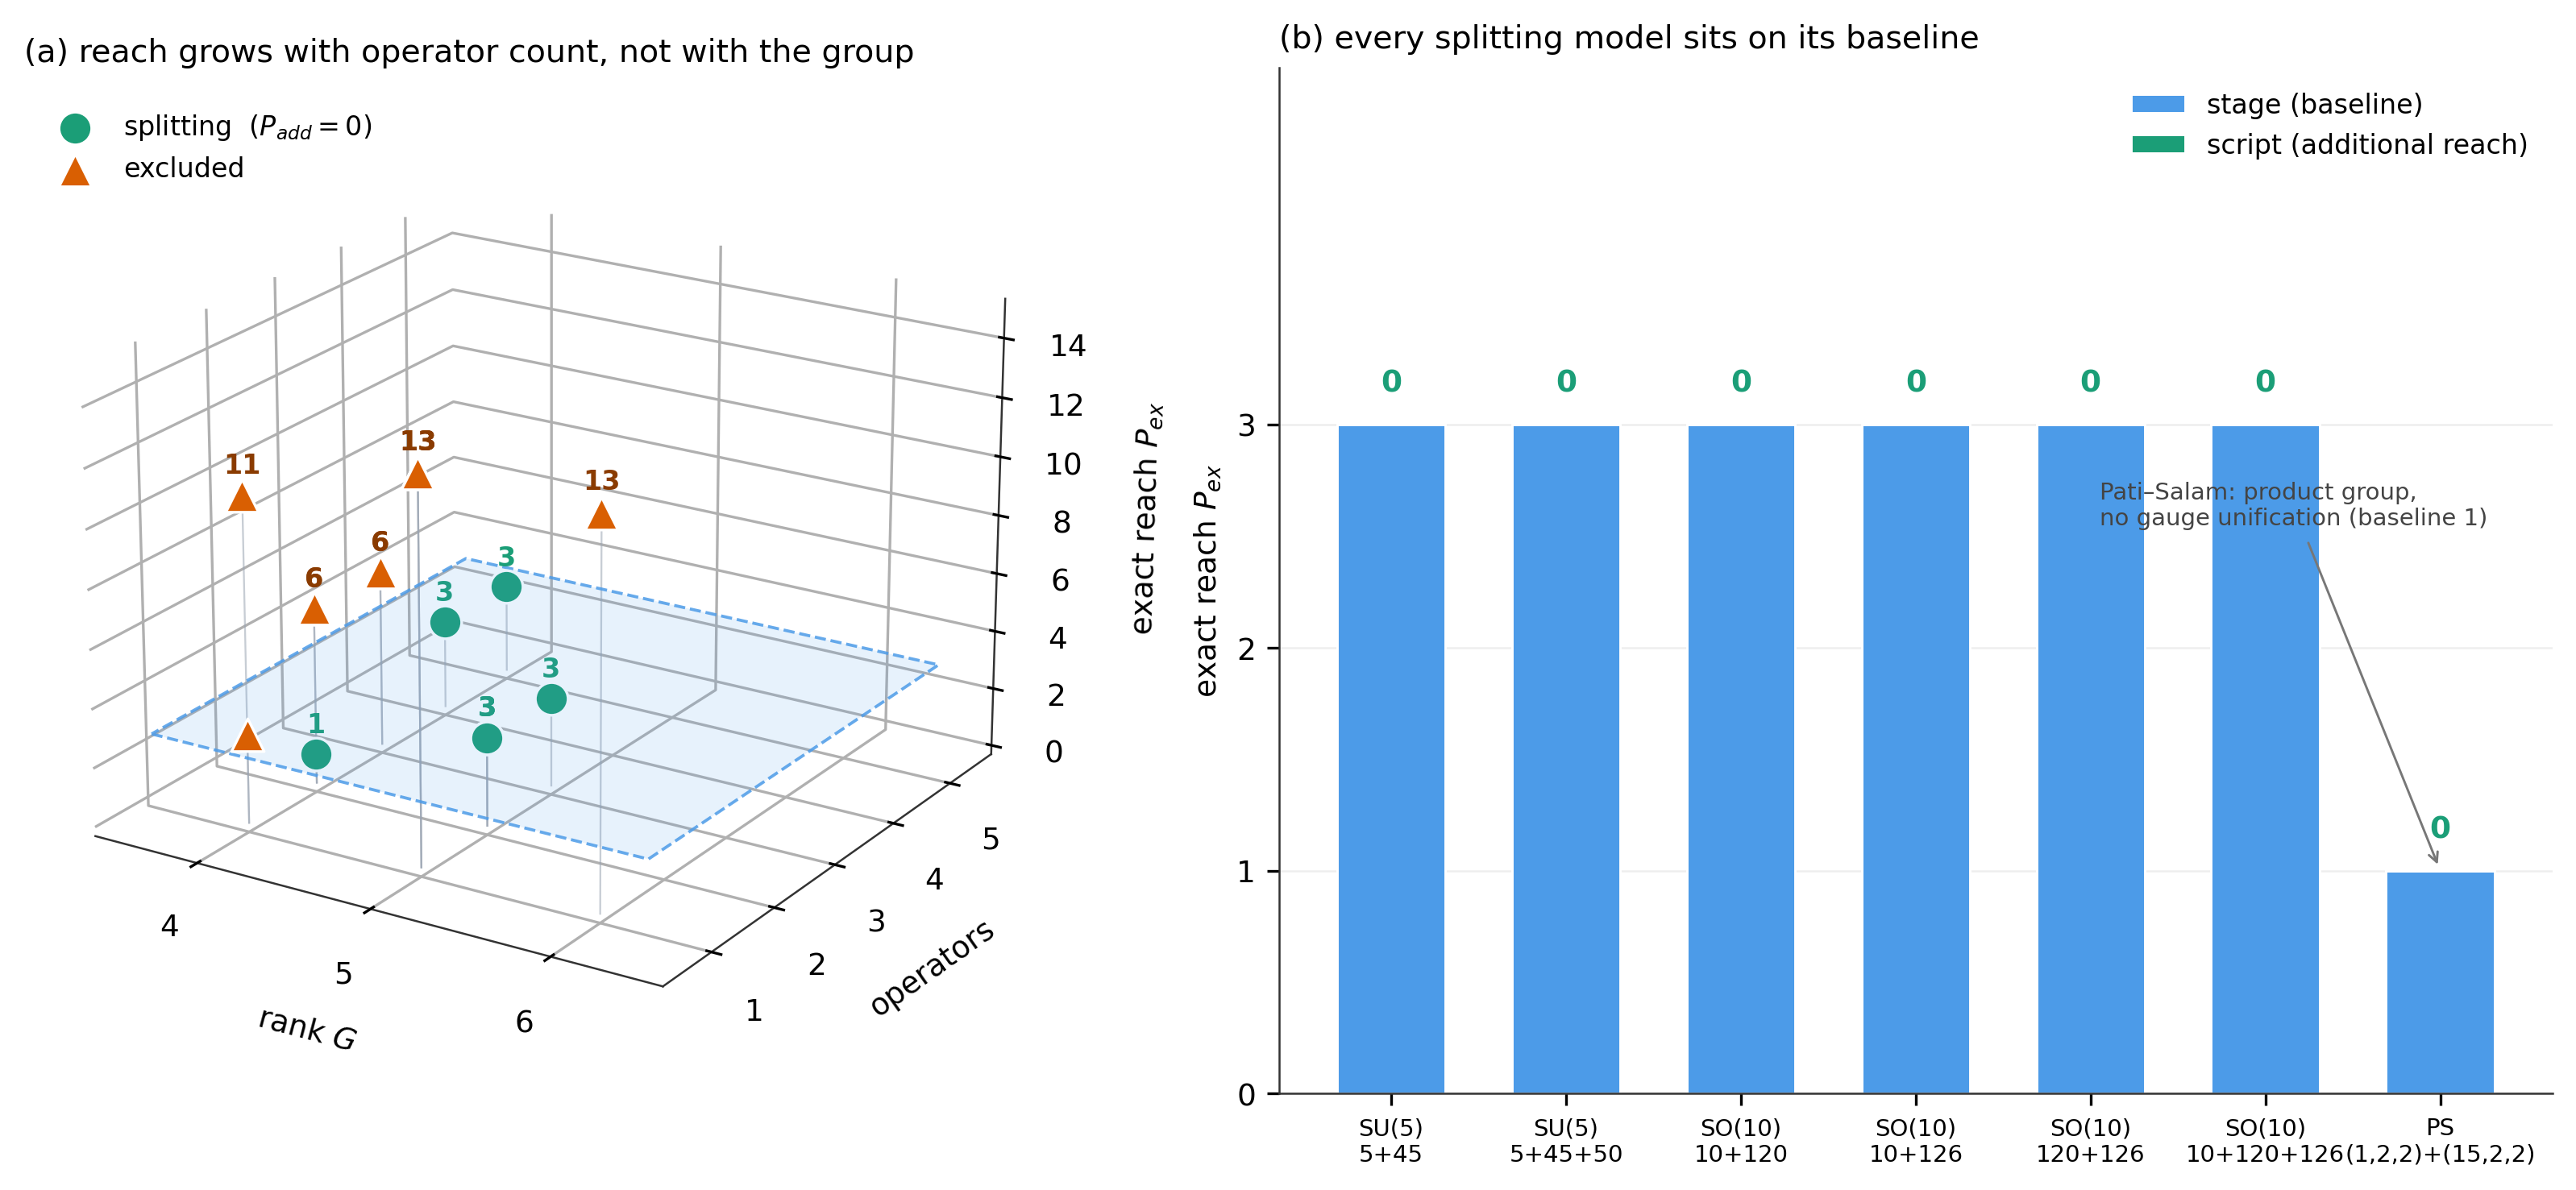 (a) reach grows with operator count, not with the group
splitting (P_add = 0)
excluded
11
13
13
6
6
3
3
3
3
1
14
12
10
8
6
4
2
0
exact reach P_ex
4
5
6
rank G
1
2
3
4
5
operators
(b) every splitting model sits on its baseline
stage (baseline)
script (additional reach)
exact reach P_ex
3
2
1
0
0
0
0
0
0
0
0
Pati–Salam: product group,
no gauge unification (baseline 1)
SU(5)
5+45
SU(5)
5+45+50
SO(10)
10+120
SO(10)
10+126
SO(10)
120+126
SO(10)
10+120+126
PS
(1,2,2)+(15,2,2)